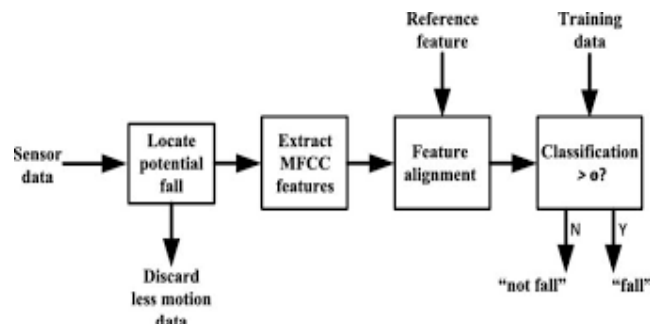 Reference
feature
Training
data
Sensor
data
Locate
potential
fall
Extract
MFCC
features
Feature
alignment
Classification
> θ?
N
Y
Discard
less motion
data
“not fall”
“fall”